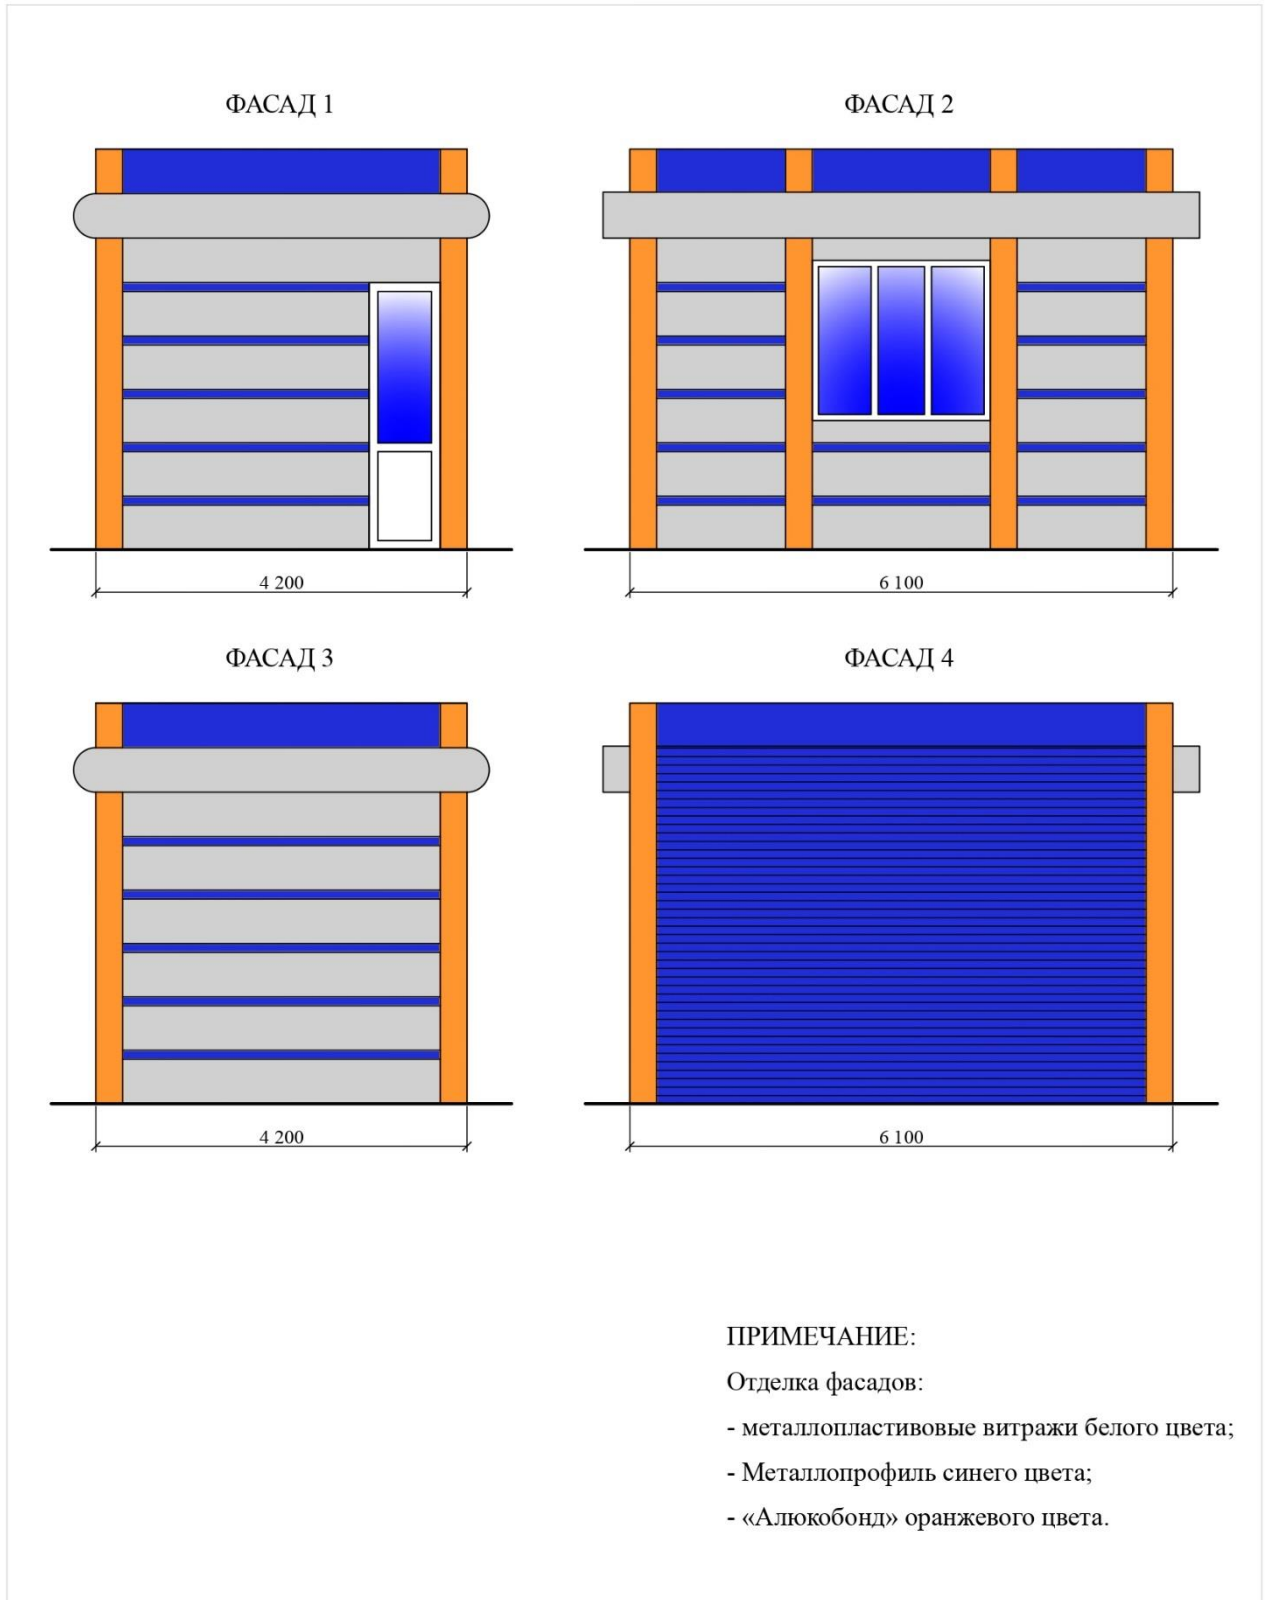 ФАСАД 1
ФАСАД 2
4 200
6 100
ФАСАД 3
ФАСАД 4
4 200
6 100
ПРИМЕЧАНИЕ:
Отделка фасадов:
- металлопластивовые витражи белого цвета;
- Металлопрофиль синего цвета;
- «Алюкобонд» оранжевого цвета.